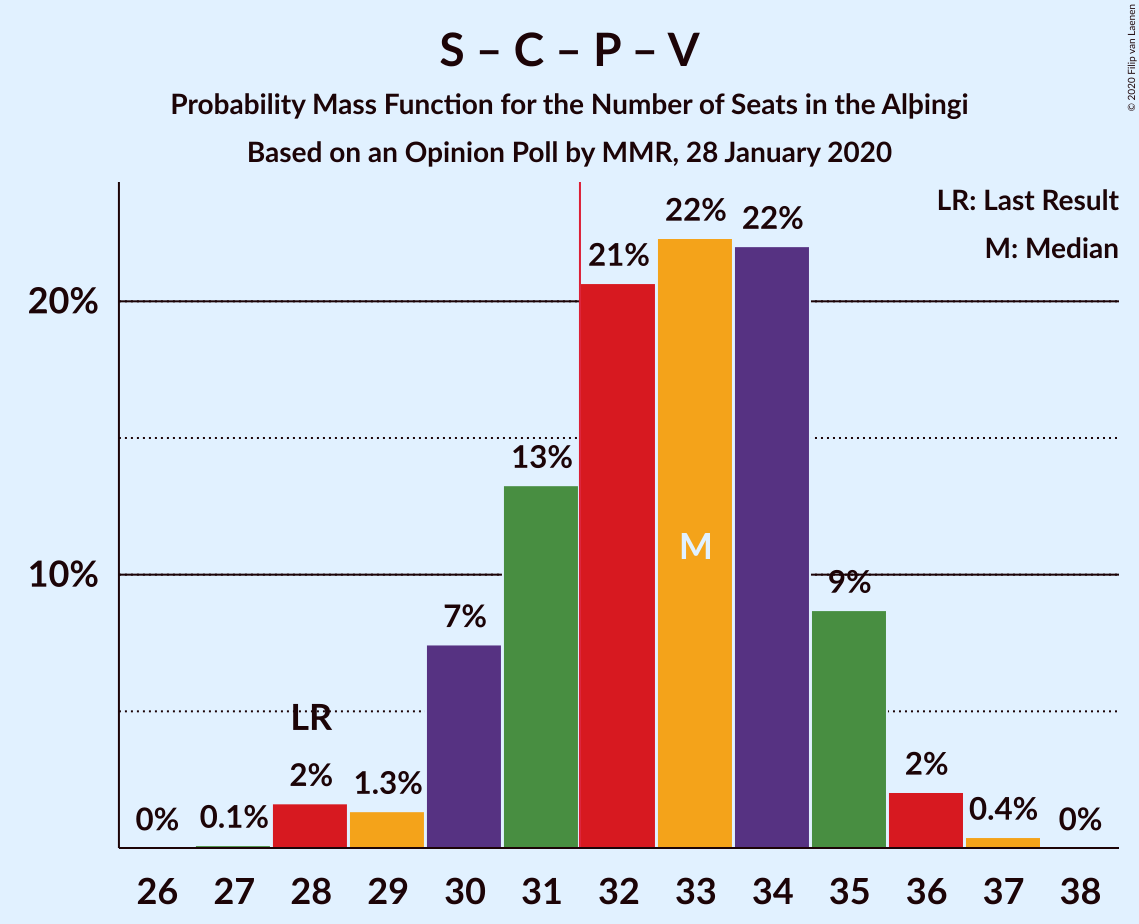 S – C – P – V
Probability Mass Function for the Number of Seats in the Alþingi
Based on an Opinion Poll by MMR, 28 January 2020
© 2020 Filip van Laenen
LR: Last Result
M: Median
20%
10%
0%
0.1%
LR
2%
1.3%
7%
13%
21%
22%
M
22%
9%
2%
0.4%
0%
26 27 28 29 30 31 32 33 34 35 36 37 38